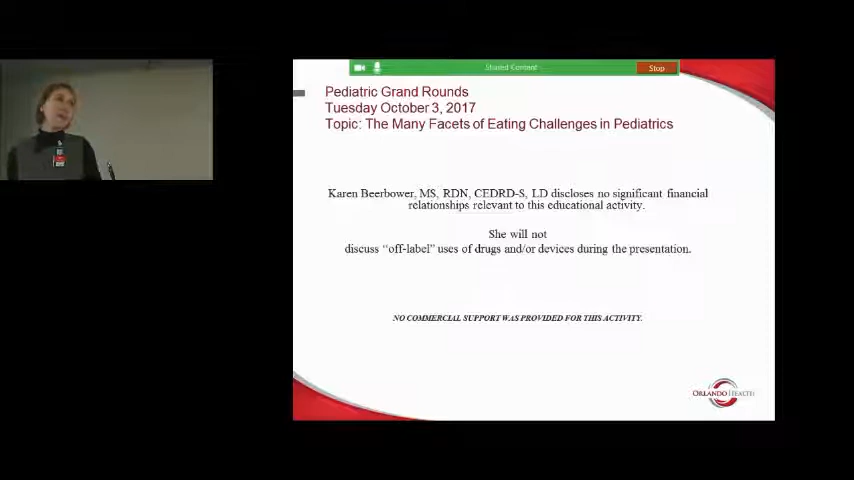 Shared Content
Stop
Pediatric Grand Rounds
Tuesday October 3, 2017
Topic: The Many Facets of Eating Challenges in Pediatrics
Karen Beerbower, MS, RDN, CEDRD-S, LD discloses no significant financial
relationships relevant to this educational activity.
She will not
discuss “off-label” uses of drugs and/or devices during the presentation.
NO COMMERCIAL SUPPORT WAS PROVIDED FOR THIS ACTIVITY.
ORLANDO HEALTH